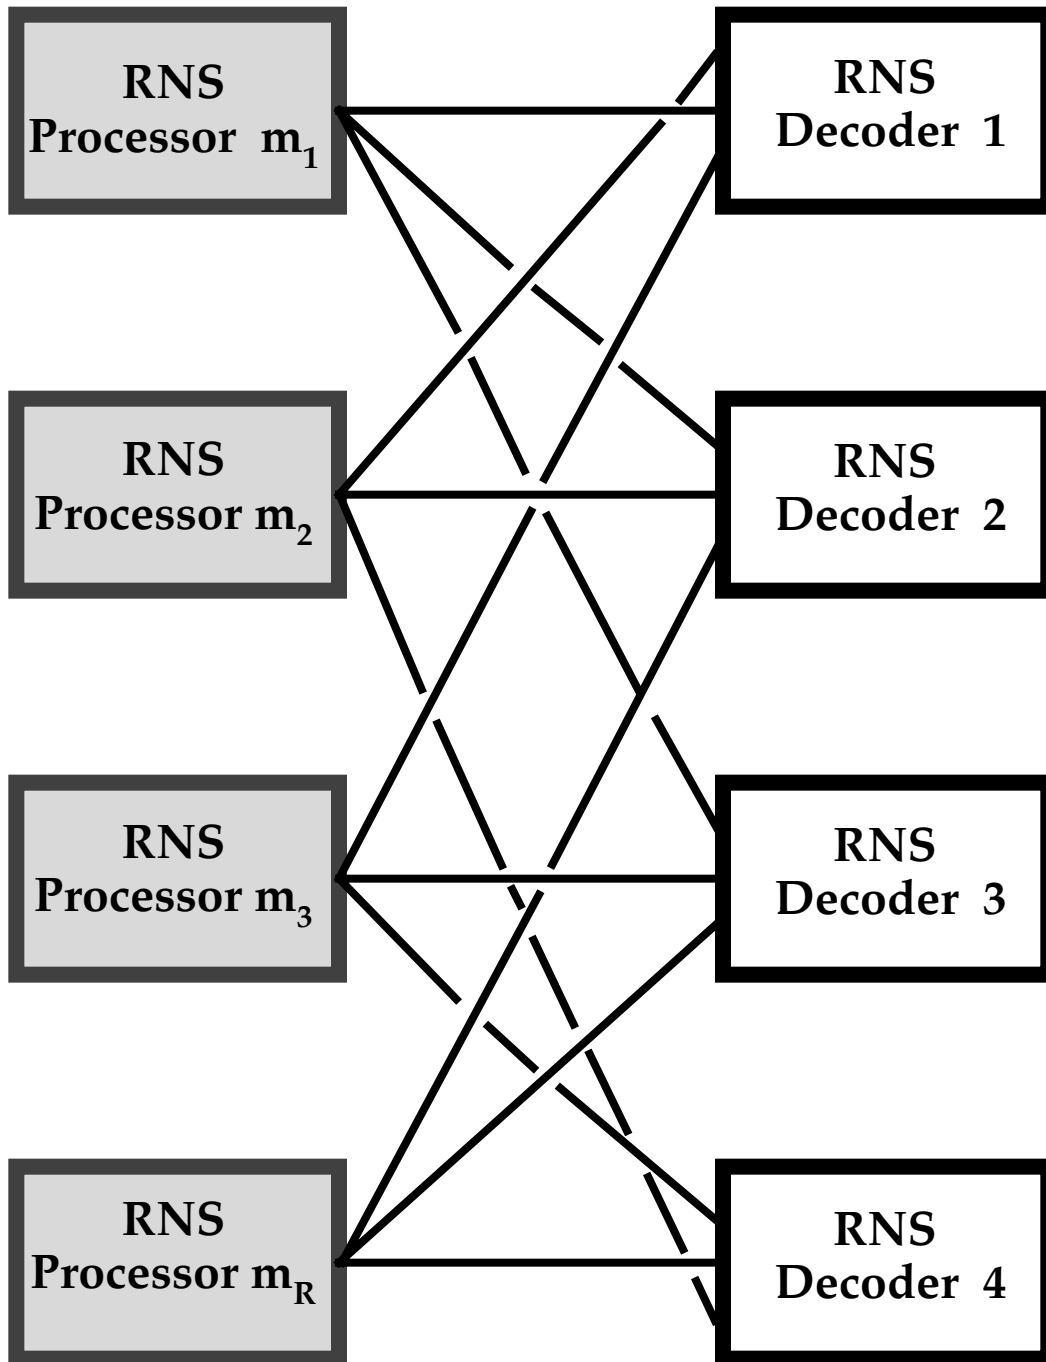 RNS
Processor m1
RNS
Decoder 1
RNS
Processor m2
RNS
Decoder 2
RNS
Processor m3
RNS
Decoder 3
RNS
Processor mR
RNS
Decoder 4